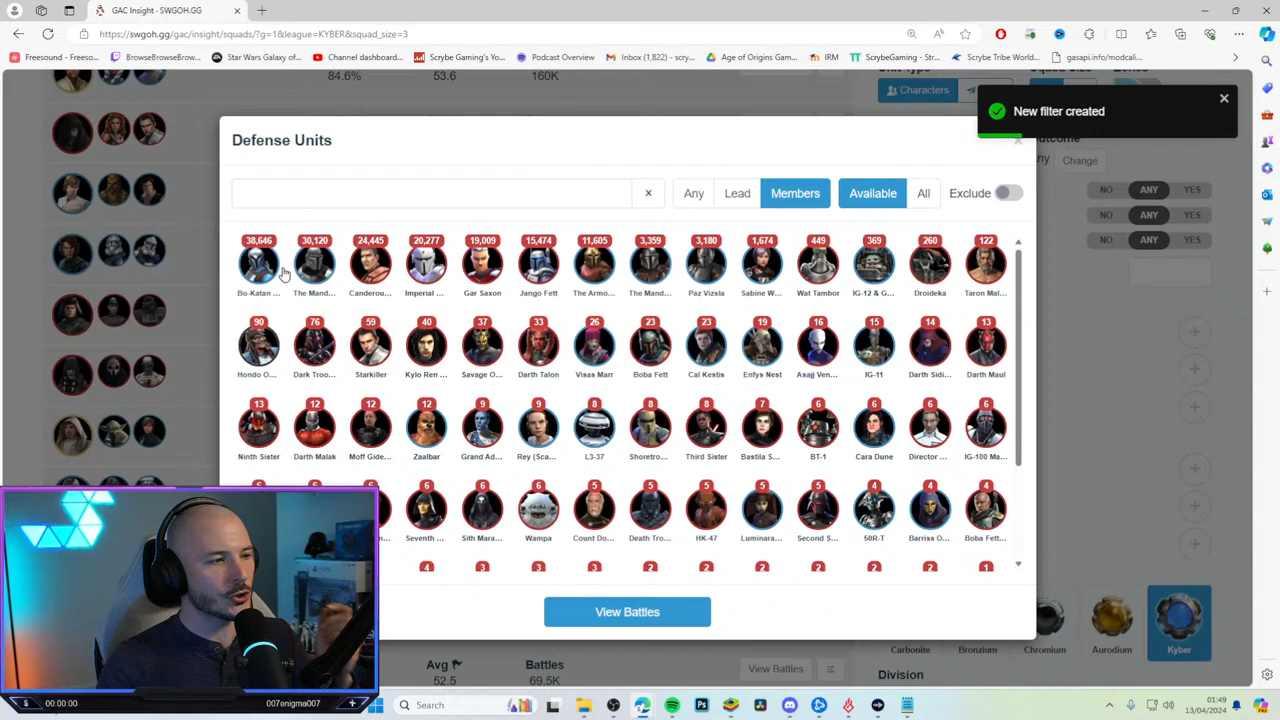 GAC Insight - SWGOH.GG
https://swgoh.gg/gac/insight/squads/?g=1&league=KYBER&squad_size=3
Freesound - Freeso...
BrowseBrowseBrow...
Star Wars Galaxy of...
Channel dashboard...
Scrybe Gaming's Yo...
Podcast Overview
Inbox (1,822) - scry...
Age of Origins Gam...
IRM
ScrybeGaming - Str...
Scrybe Tribe World...
gasapi.info/modcali...
84.6% 53.6 160K
Characters
New filter created
Defense Units
Any Lead Members Available All Exclude
Change
NO ANY YES
NO ANY YES
NO ANY YES
38,646 30,120 24,445 20,277 19,009 15,474 11,605 3,359 3,180 1,674 449 369 260 122
Bo-Katan ... The Mand... Canderou... Imperial ... Gar Saxon Jango Fett The Armo... The Mand... Paz Vizsla Sabine W... Wat Tambor IG-12 & G... Droideka Taron Mal...
90 76 59 40 37 33 26 23 23 19 16 15 14 13
Hondo O... Dark Troo... Starkiller Kylo Ren ... Savage O... Darth Talon Visas Marr Boba Fett Cal Kestis Enfys Nest Asajj Ven... IG-11 Darth Sidi... Darth Maul
13 12 12 12 9 9 8 8 8 7 6 6 6 6
Ninth Sister Darth Malak Moff Gide... Zaalbar Grand Ad... Rey (Sca... L3-37 Shoretro... Third Sister Bastila S... BT-1 Cara Dune Director ... IG-100 Ma...
6 6 6 5 5 5 5 5 4 4 4
Seventh ... Sith Mara... Wampa Count Do... Death Tro... HK-47 Luminara... Second S... 50R-T Barriss O... Boba Fett...
4 3 3 3 2 2 2 2 2 2 1
View Battles
Carbonite Bronzium Chromium Aurodium Kyber
Avg Battles
52.5 69.5K
View Battles
Division
00:00:00
007enigma007
Search
01:49
13/04/2024